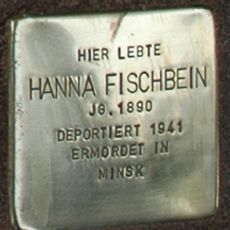 HIER LEBTE
HANNA FISCHBEIN
JG. 1890
DEPORTIERT 1941
ERMORDET IN
MINSK